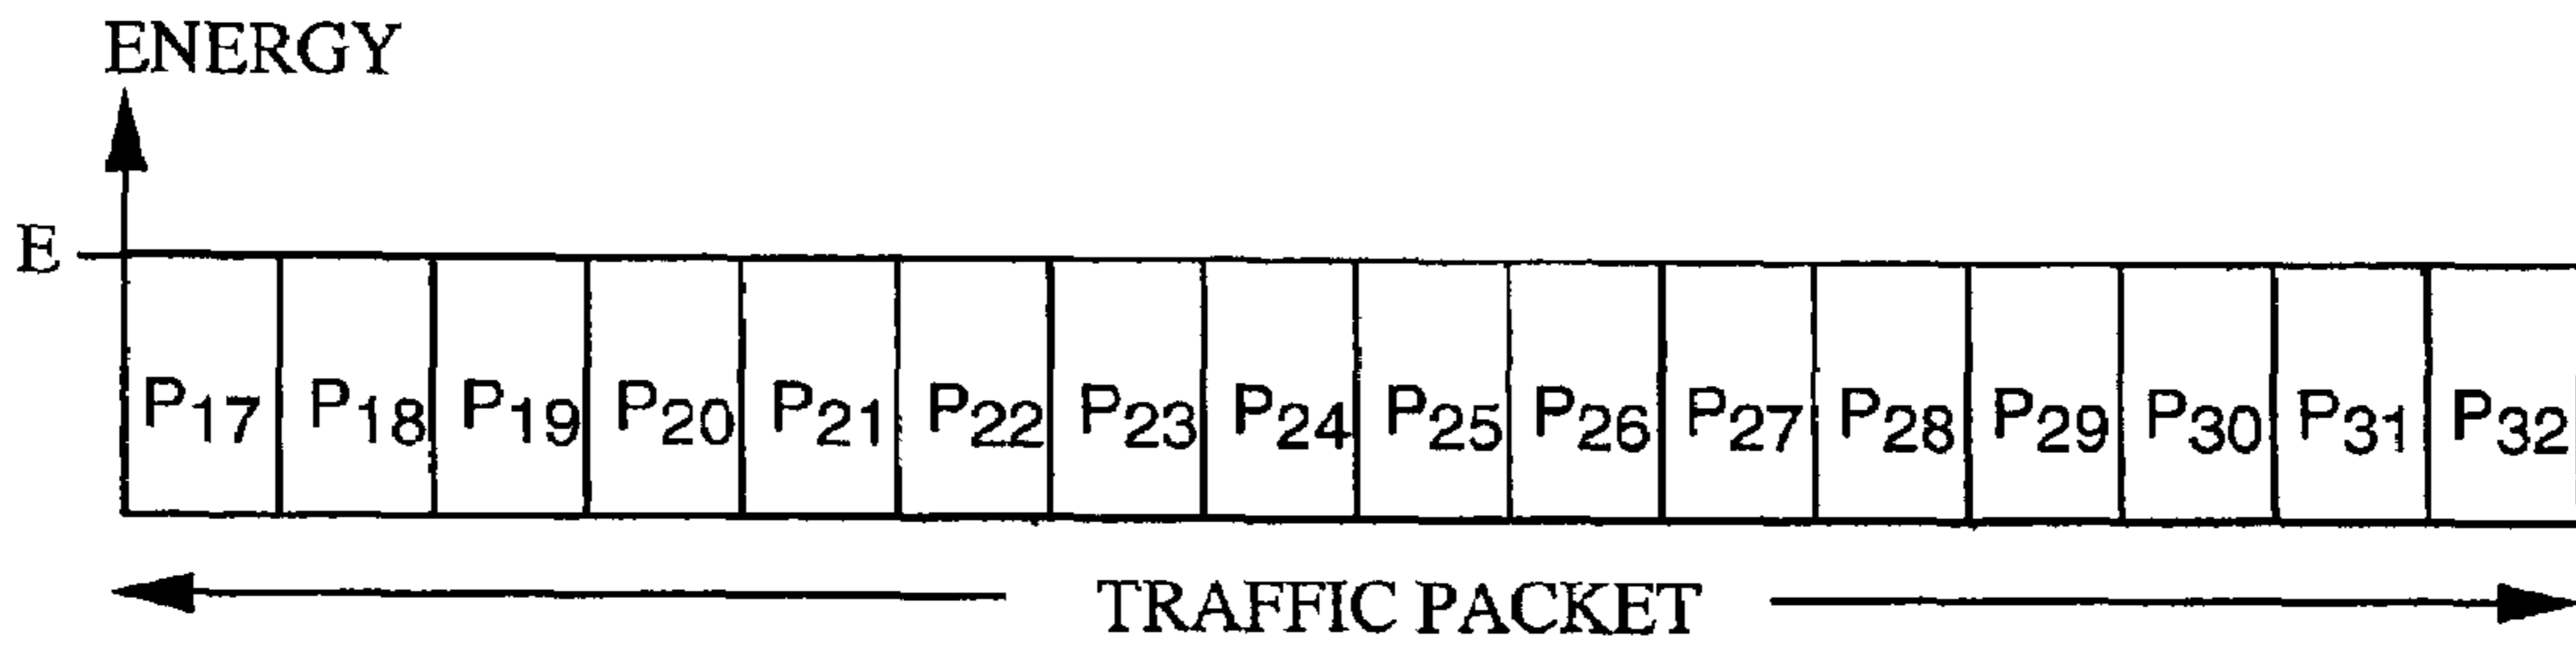 ENERGY
E
P17 P18 P19 P20 P21 P22 P23 P24 P25 P26 P27 P28 P29 P30 P31 P32
TRAFFIC PACKET